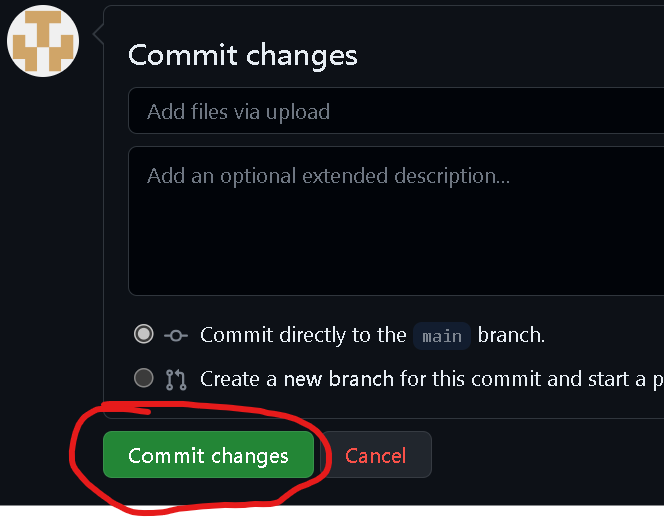 Commit changes
Add files via upload
Add an optional extended description...
Commit directly to the main branch.
Create a new branch for this commit and start a p
Commit changes
Cancel